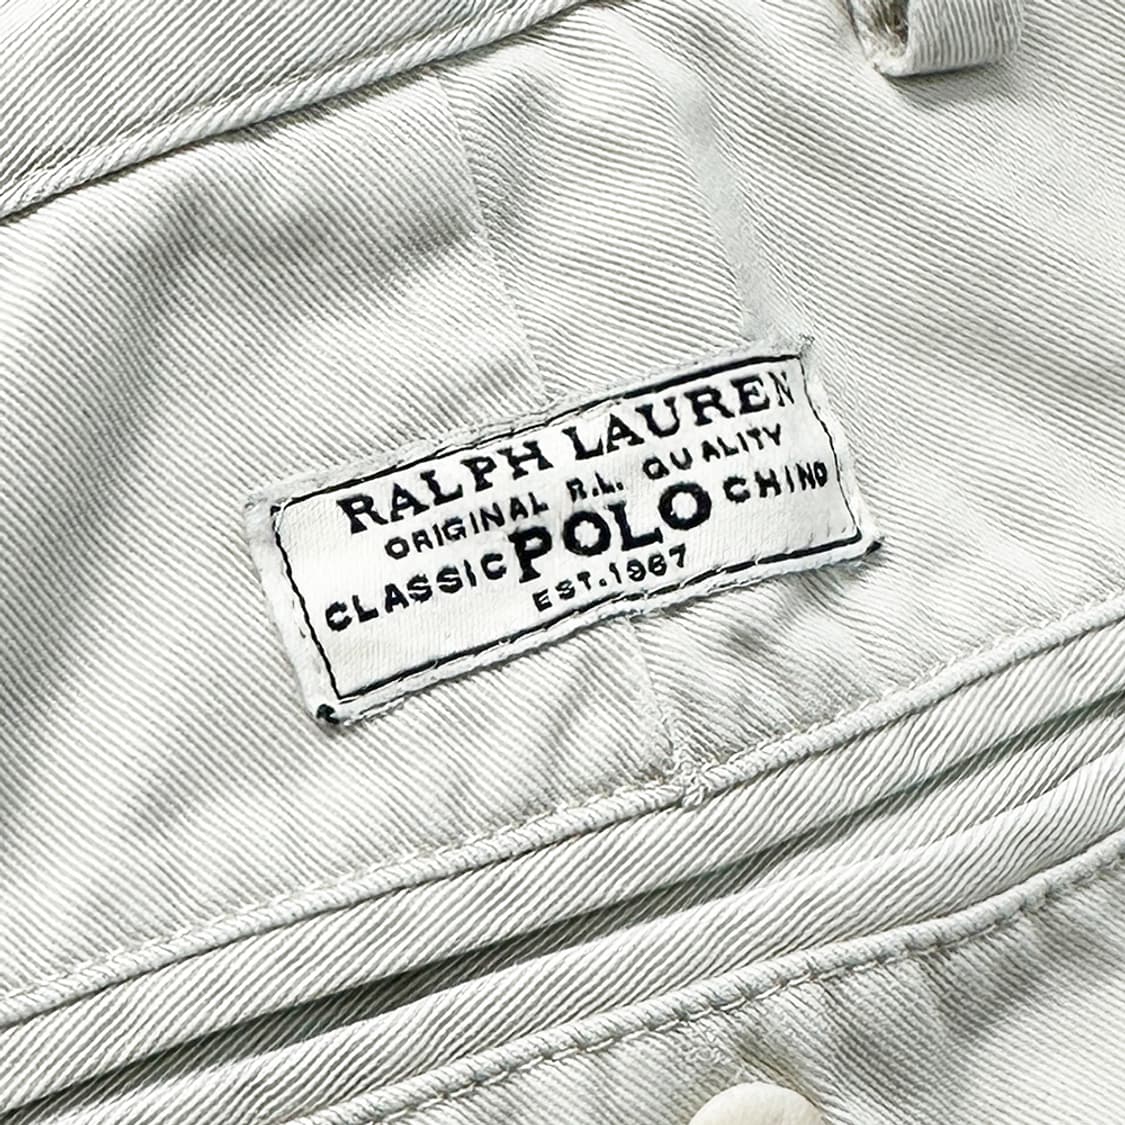 RALPH LAUREN
ORIGINAL R.L. QUALITY
CLASSIC POLO CHINO
EST.1967